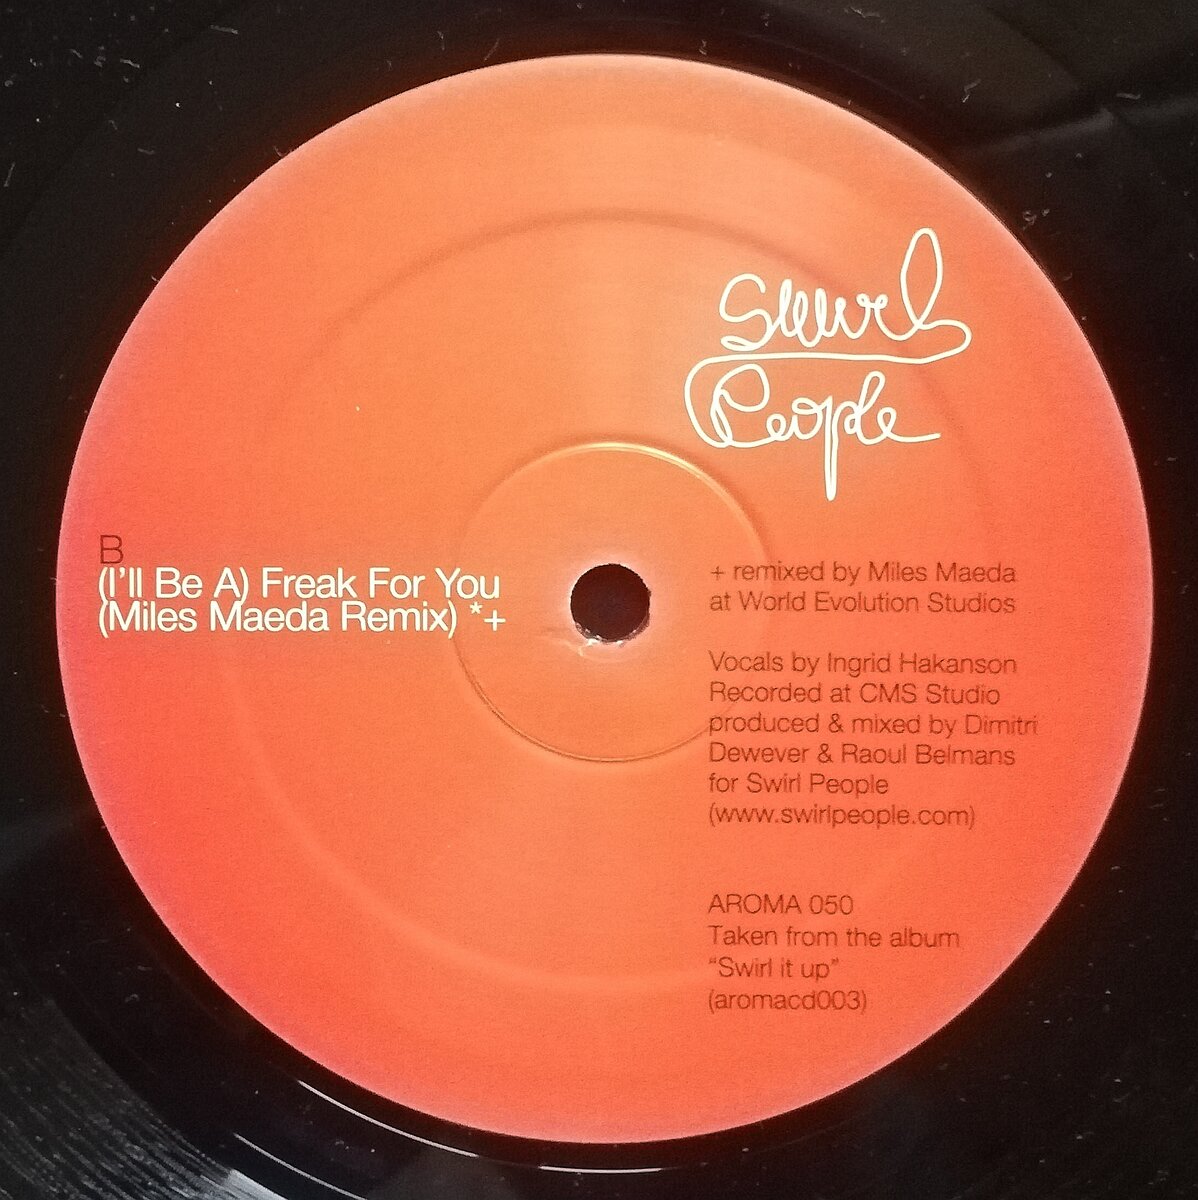 Swirl
People
B
(I'll Be A) Freak For You
(Miles Maeda Remix) *+
+ remixed by Miles Maeda
at World Evolution Studios
Vocals by Ingrid Hakanson
Recorded at CMS Studio
produced & mixed by Dimitri
Dewever & Raoul Belmans
for Swirl People
(www.swirlpeople.com)
AROMA 050
Taken from the album
"Swirl it up"
(aromacd003)